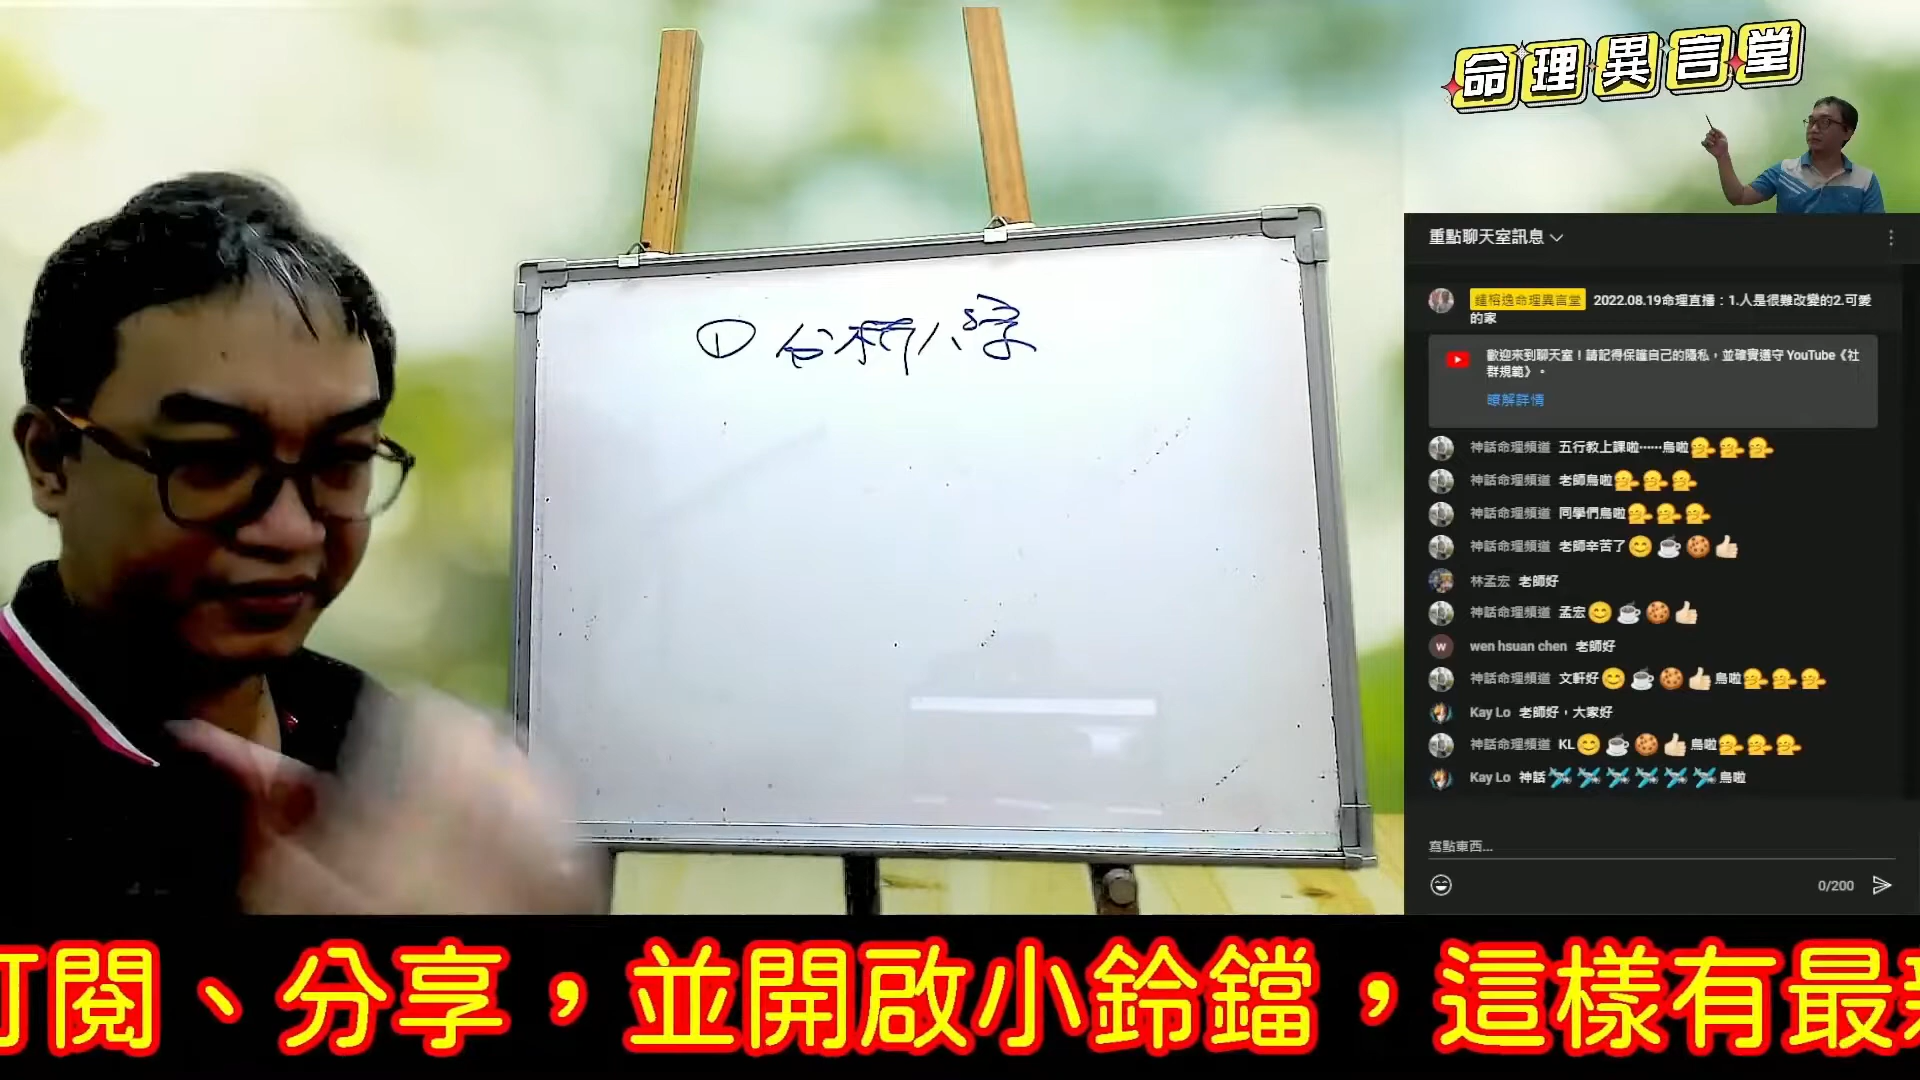 命理異言堂
① 分析八字
重點聊天室訊息
鍾榕逸命理異言堂 2022.08.19命理直播：1.人是很難改變的2.可愛
的家
歡迎來到聊天室！請記得保護自己的隱私，並確實遵守 YouTube《社
群規範》。
瞭解詳情
神話命理頻道 五行教上課啦⋯⋯鳥啦
神話命理頻道 老師鳥啦
神話命理頻道 同學們鳥啦
神話命理頻道 老師辛苦了
林孟宏 老師好
神話命理頻道 孟宏
W wen hsuan chen 老師好
神話命理頻道 文軒好 鳥啦
Kay Lo 老師好，大家好
神話命理頻道 KL 鳥啦
Kay Lo 神話 鳥啦
寫點東西...
0/200
訂閱、分享，並開啟小鈴鐺，這樣有最新